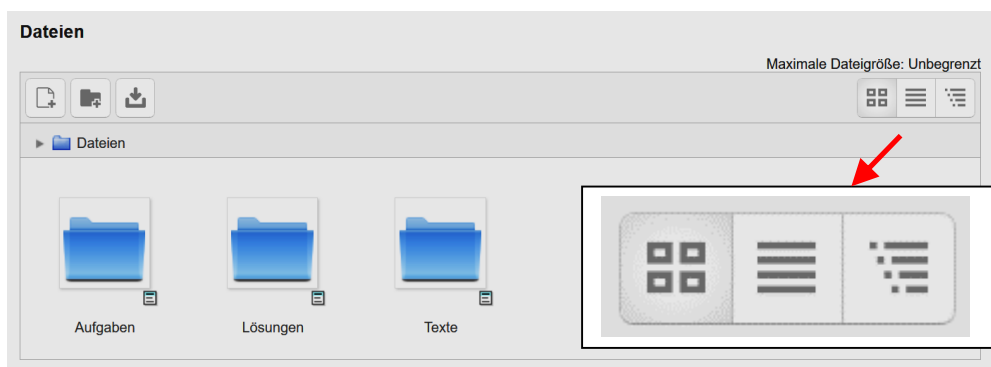 Dateien
Maximale Dateigröße: Unbegrenzt
Dateien
Aufgaben Lösungen Texte